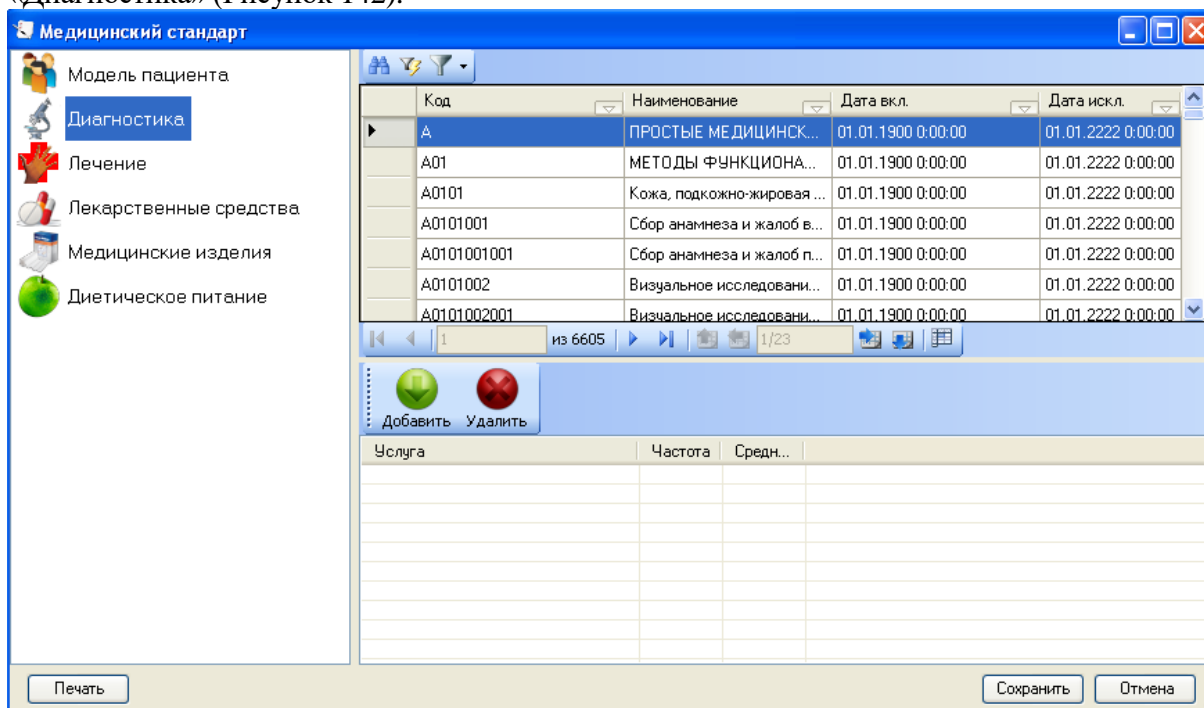 «Диагностика» (Рисунок 142).
Медицинский стандарт
Модель пациента
Диагностика
Лечение
Лекарственные средства
Медицинские изделия
Диетическое питание
Код Наименование Дата вкл. Дата искл.
A ПРОСТЫЕ МЕДИЦИНСК... 01.01.1900 0:00:00 01.01.2222 0:00:00
A01 МЕТОДЫ ФУНКЦИОНА... 01.01.1900 0:00:00 01.01.2222 0:00:00
A0101 Кожа, подкожно-жировая ... 01.01.1900 0:00:00 01.01.2222 0:00:00
A0101001 Сбор анамнеза и жалоб в... 01.01.1900 0:00:00 01.01.2222 0:00:00
A0101001001 Сбор анамнеза и жалоб п... 01.01.1900 0:00:00 01.01.2222 0:00:00
A0101002 Визуальное исследовани... 01.01.1900 0:00:00 01.01.2222 0:00:00
A0101002001 Визуальное исследовани... 01.01.1900 0:00:00 01.01.2222 0:00:00
1 из 6605 1/23
Добавить Удалить
Услуга Частота Средн...
Печать Сохранить Отмена